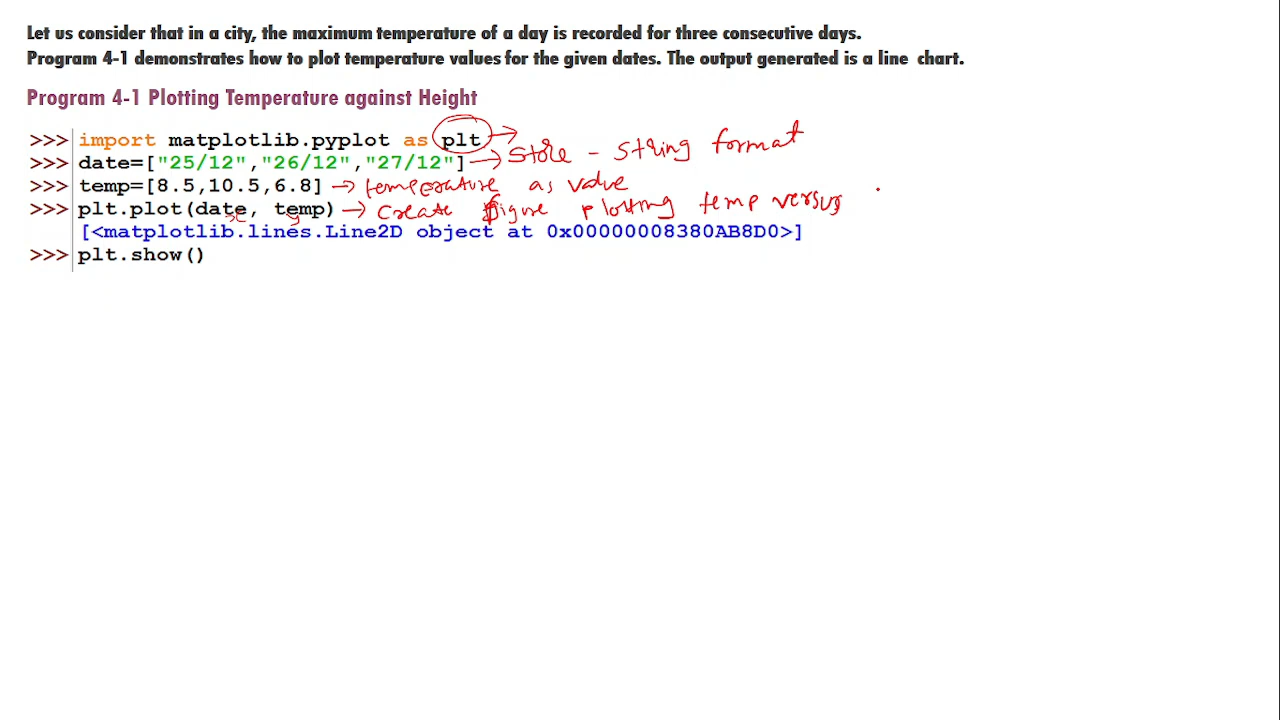 Let us consider that in a city, the maximum temperature of a day is recorded for three consecutive days.
Program 4-1 demonstrates how to plot temperature values for the given dates. The output generated is a line chart.
Program 4-1 Plotting Temperature against Height
>>> import matplotlib.pyplot as plt →
>>> date=["25/12","26/12","27/12"] → Store - String format
>>> temp=[8.5,10.5,6.8] → temperature as value
>>> plt.plot(date, temp) → Create figure plotting temp versus
x y
[<matplotlib.lines.Line2D object at 0x00000008380AB8D0>]
>>> plt.show()